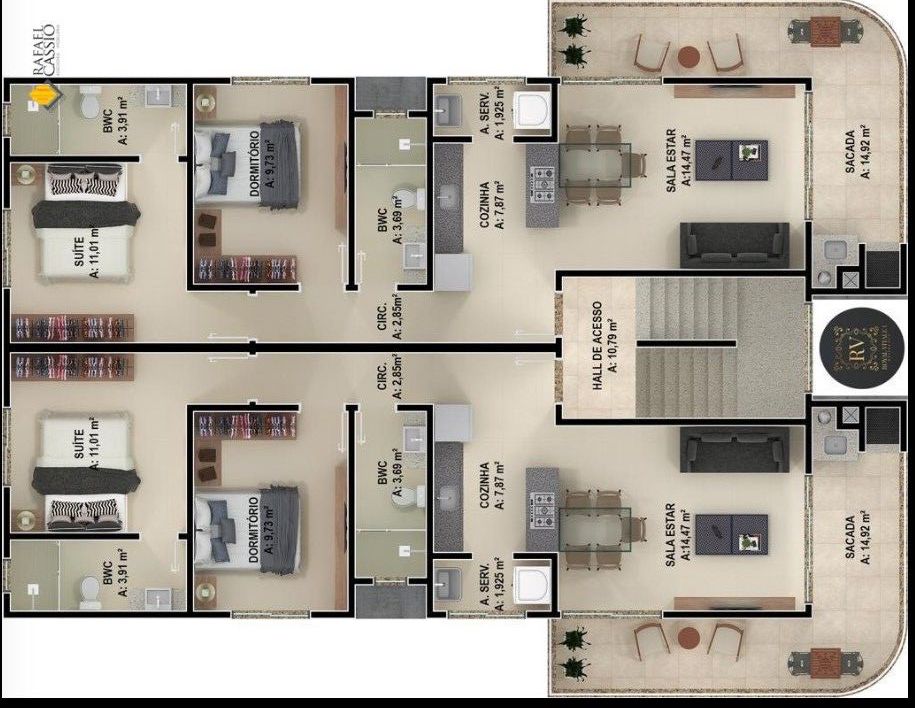 RAFAEL
CASSIO
BWC
A: 3,91 m²
SUÍTE
A: 11,01 m²
DORMITÓRIO
A: 9,73 m²
BWC
A: 3,69 m²
CIRC.
A: 2,85m²
A. SERV.
A: 1,925 m²
COZINHA
A: 7,87 m²
SALA ESTAR
A:14,47 m²
SACADA
A: 14,92 m²
HALL DE ACESSO
A: 10,79 m²
RV
ROYAL VITALLI
CIRC.
A: 2,85m²
SUÍTE
A: 11,01 m²
BWC
A: 3,91 m²
DORMITÓRIO
A: 9,73 m²
BWC
A: 3,69 m²
COZINHA
A: 7,87 m²
A. SERV.
A: 1,925 m²
SALA ESTAR
A:14,47 m²
SACADA
A: 14,92 m²